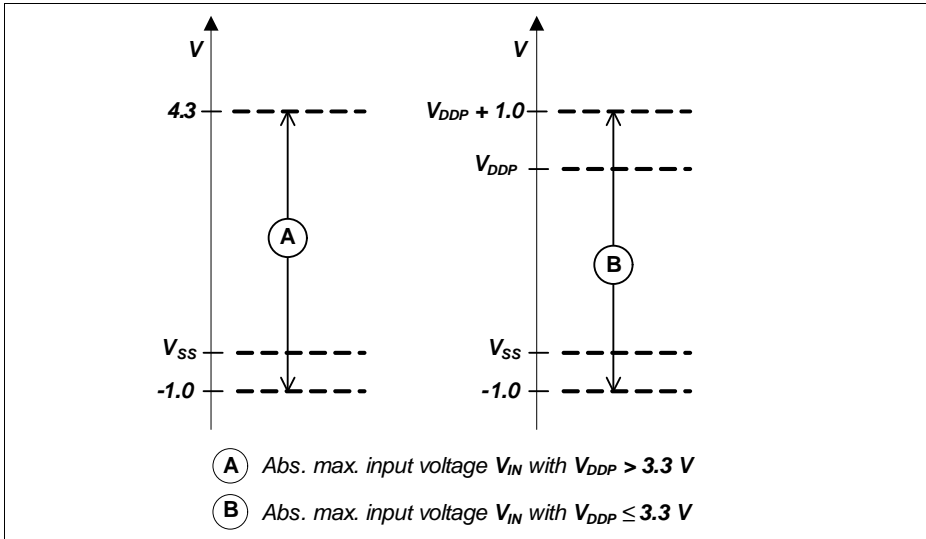 V
4.3
V_SS
-1.0
A
V
V_DDP + 1.0
V_DDP
V_SS
-1.0
B
A Abs. max. input voltage V_IN with V_DDP > 3.3 V
B Abs. max. input voltage V_IN with V_DDP ≤ 3.3 V